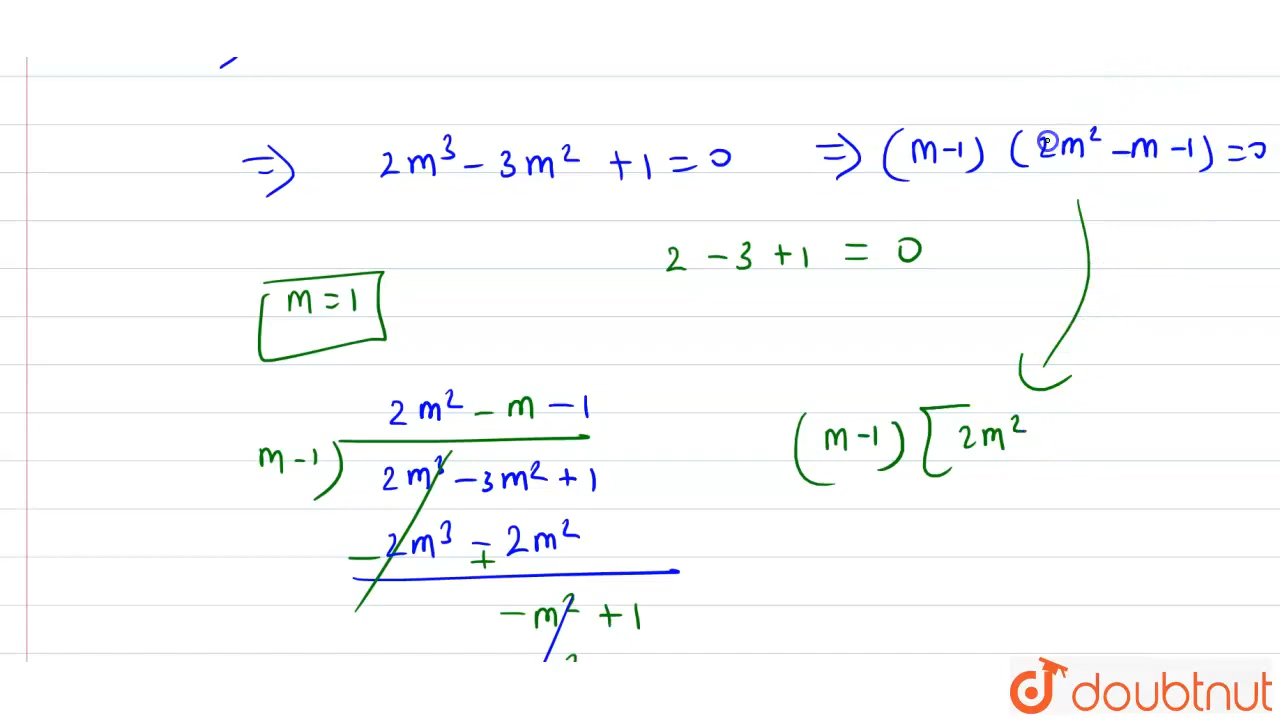 ⇒ 2m³ - 3m² + 1 = 0 ⇒ (m-1) (2m² - m - 1) = 0
2 - 3 + 1 = 0
m = 1
2m² - m - 1
m-1) 2m³ - 3m² + 1
(m-1) [2m²
- 2m³ - 2m²
+
-m² + 1
doubtnut